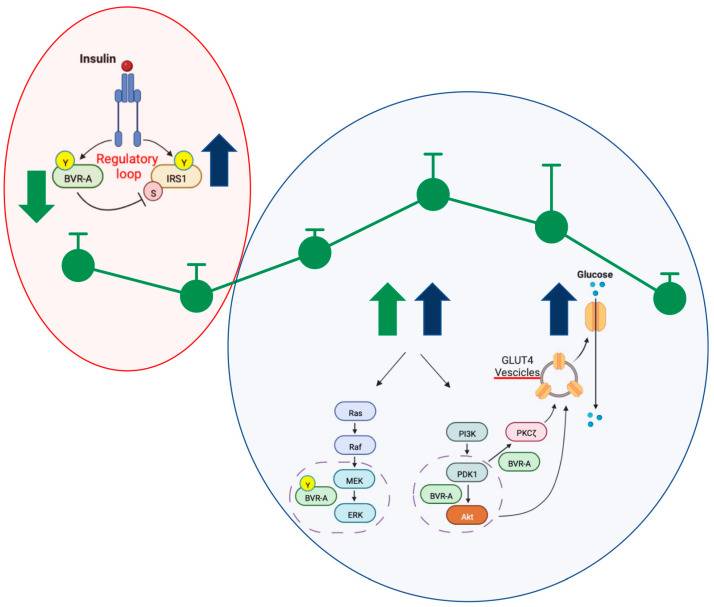 Insulin
Y
Y
Regulatory
loop
BVR-A
IRS1
S
Glucose
GLUT4
Vescicles
Ras
PI3K
PKCζ
Raf
BVR-A
PDK1
MEK
Y
BVR-A
BVR-A
ERK
Akt